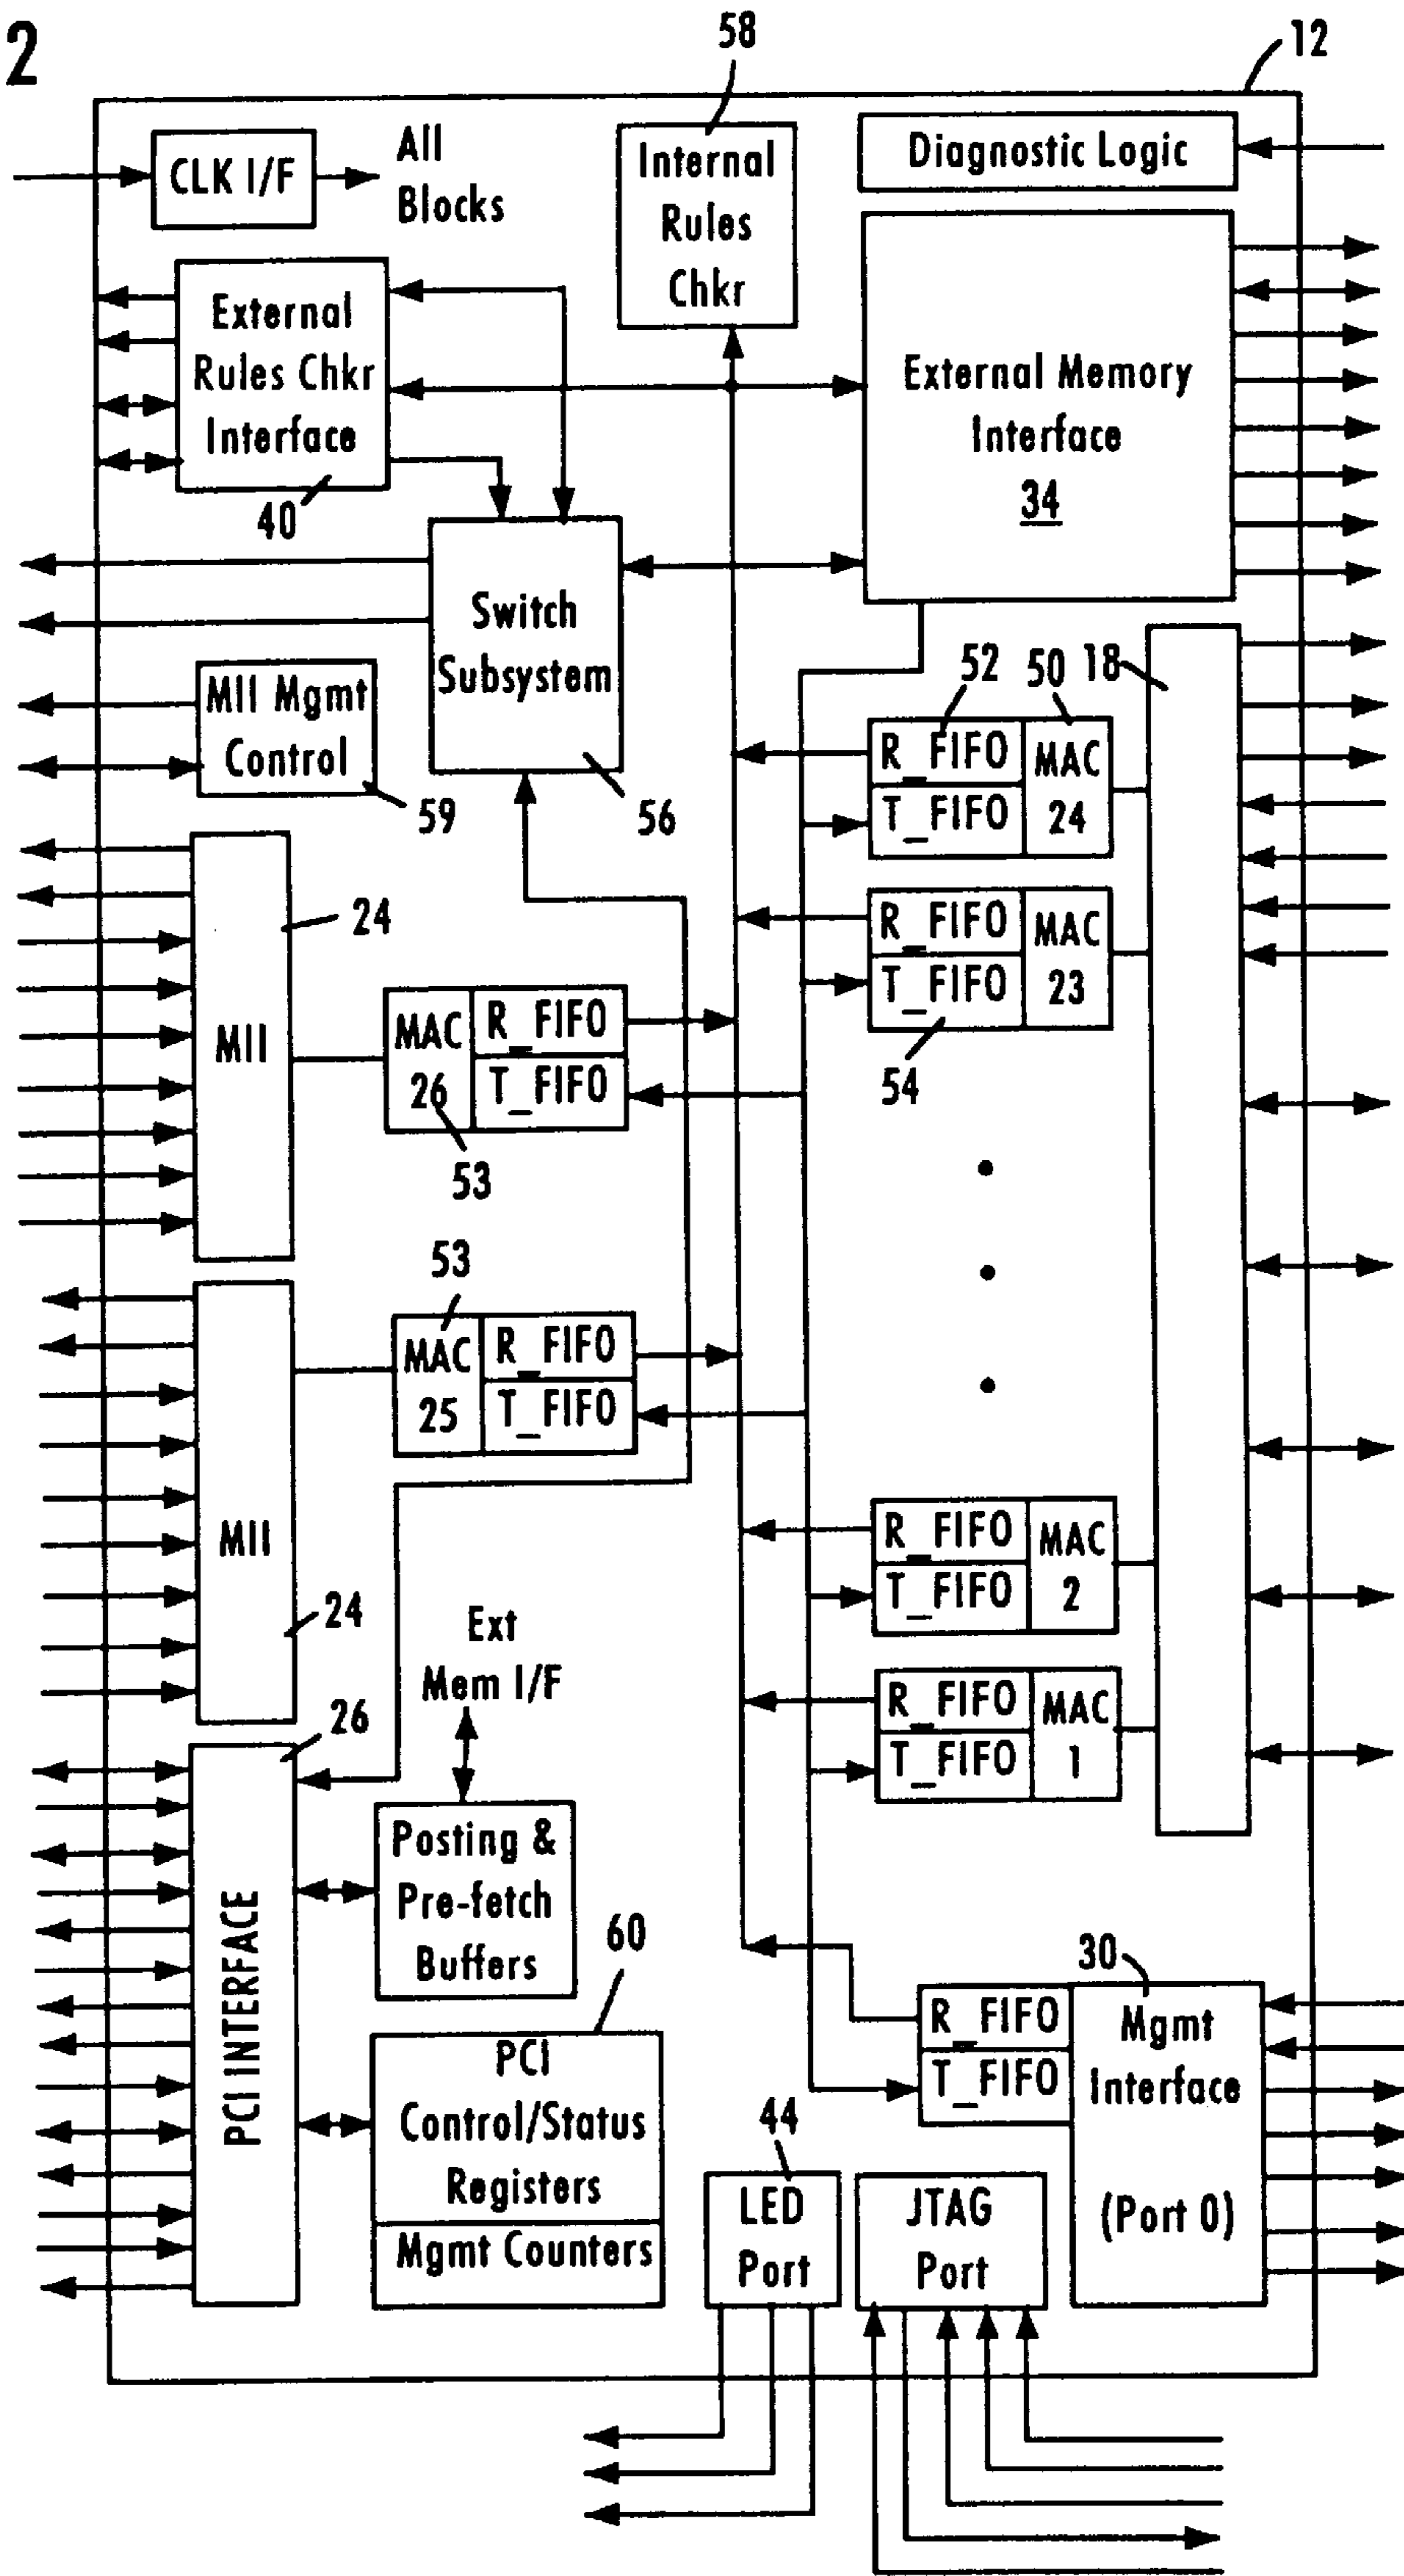 2
58
12
CLK I/F
All
Blocks
Internal
Rules
Chkr
Diagnostic Logic
External
Rules Chkr
Interface
40
External Memory
Interface
34
Switch
Subsystem
56
MII Mgmt
Control
59
52
50
18
R_FIFO
T_FIFO
MAC
24
R_FIFO
T_FIFO
MAC
23
54
24
MII
MAC
26
R_FIFO
T_FIFO
53
53
MII
MAC
25
R_FIFO
T_FIFO
24
R_FIFO
T_FIFO
MAC
2
R_FIFO
T_FIFO
MAC
1
Ext
Mem I/F
26
PCI INTERFACE
Posting &
Pre-fetch
Buffers
60
PCI
Control/Status
Registers
Mgmt Counters
30
R_FIFO
T_FIFO
Mgmt
Interface
(Port 0)
44
LED
Port
JTAG
Port